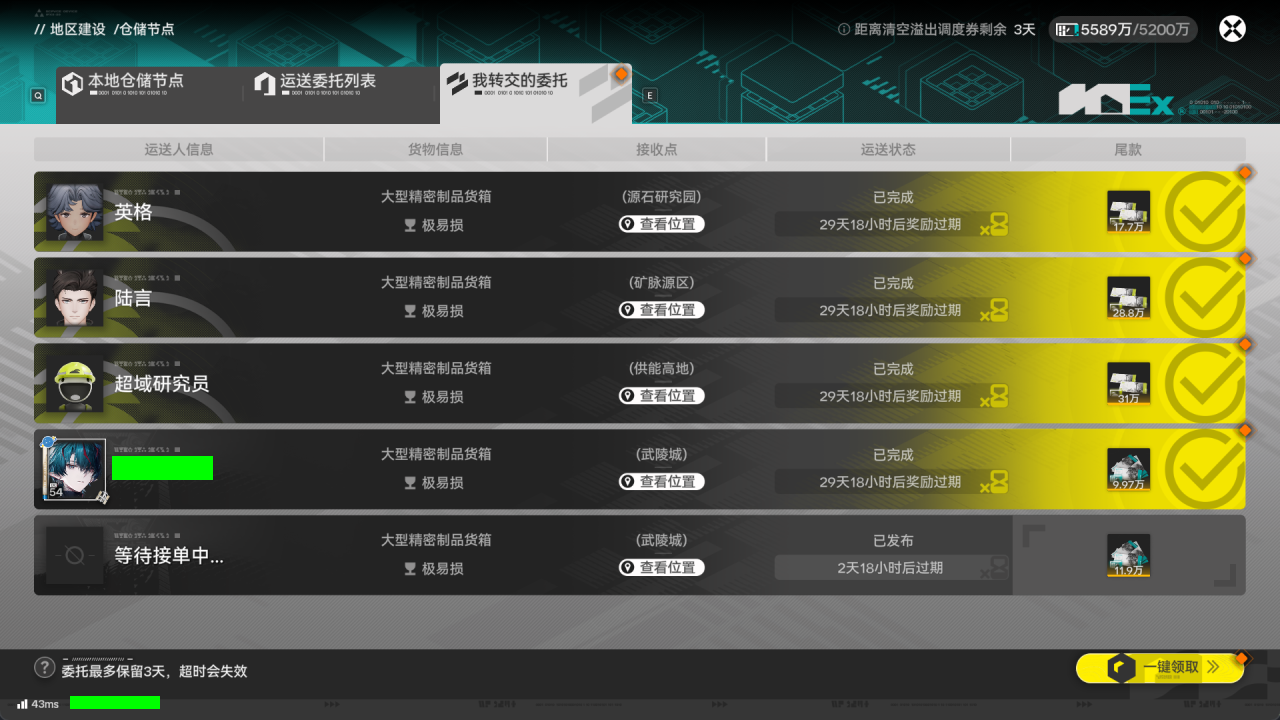 // 地区建设 /仓储节点
距离清空溢出调度券剩余 3天
5589万/5200万
Q
本地仓储节点
运送委托列表
我转交的委托
E
运送人信息
货物信息
接收点
运送状态
尾款
英格
大型精密制品货箱
极易损
(源石研究园)
查看位置
已完成
29天18小时后奖励过期
17.7万
陆言
大型精密制品货箱
极易损
(矿脉源区)
查看位置
已完成
29天18小时后奖励过期
28.8万
超域研究员
大型精密制品货箱
极易损
(供能高地)
查看位置
已完成
29天18小时后奖励过期
31万
54
大型精密制品货箱
极易损
(武陵城)
查看位置
已完成
29天18小时后奖励过期
9.97万
等待接单中...
大型精密制品货箱
极易损
(武陵城)
查看位置
已发布
2天18小时后过期
11.9万
委托最多保留3天，超时会失效
一键领取
43ms